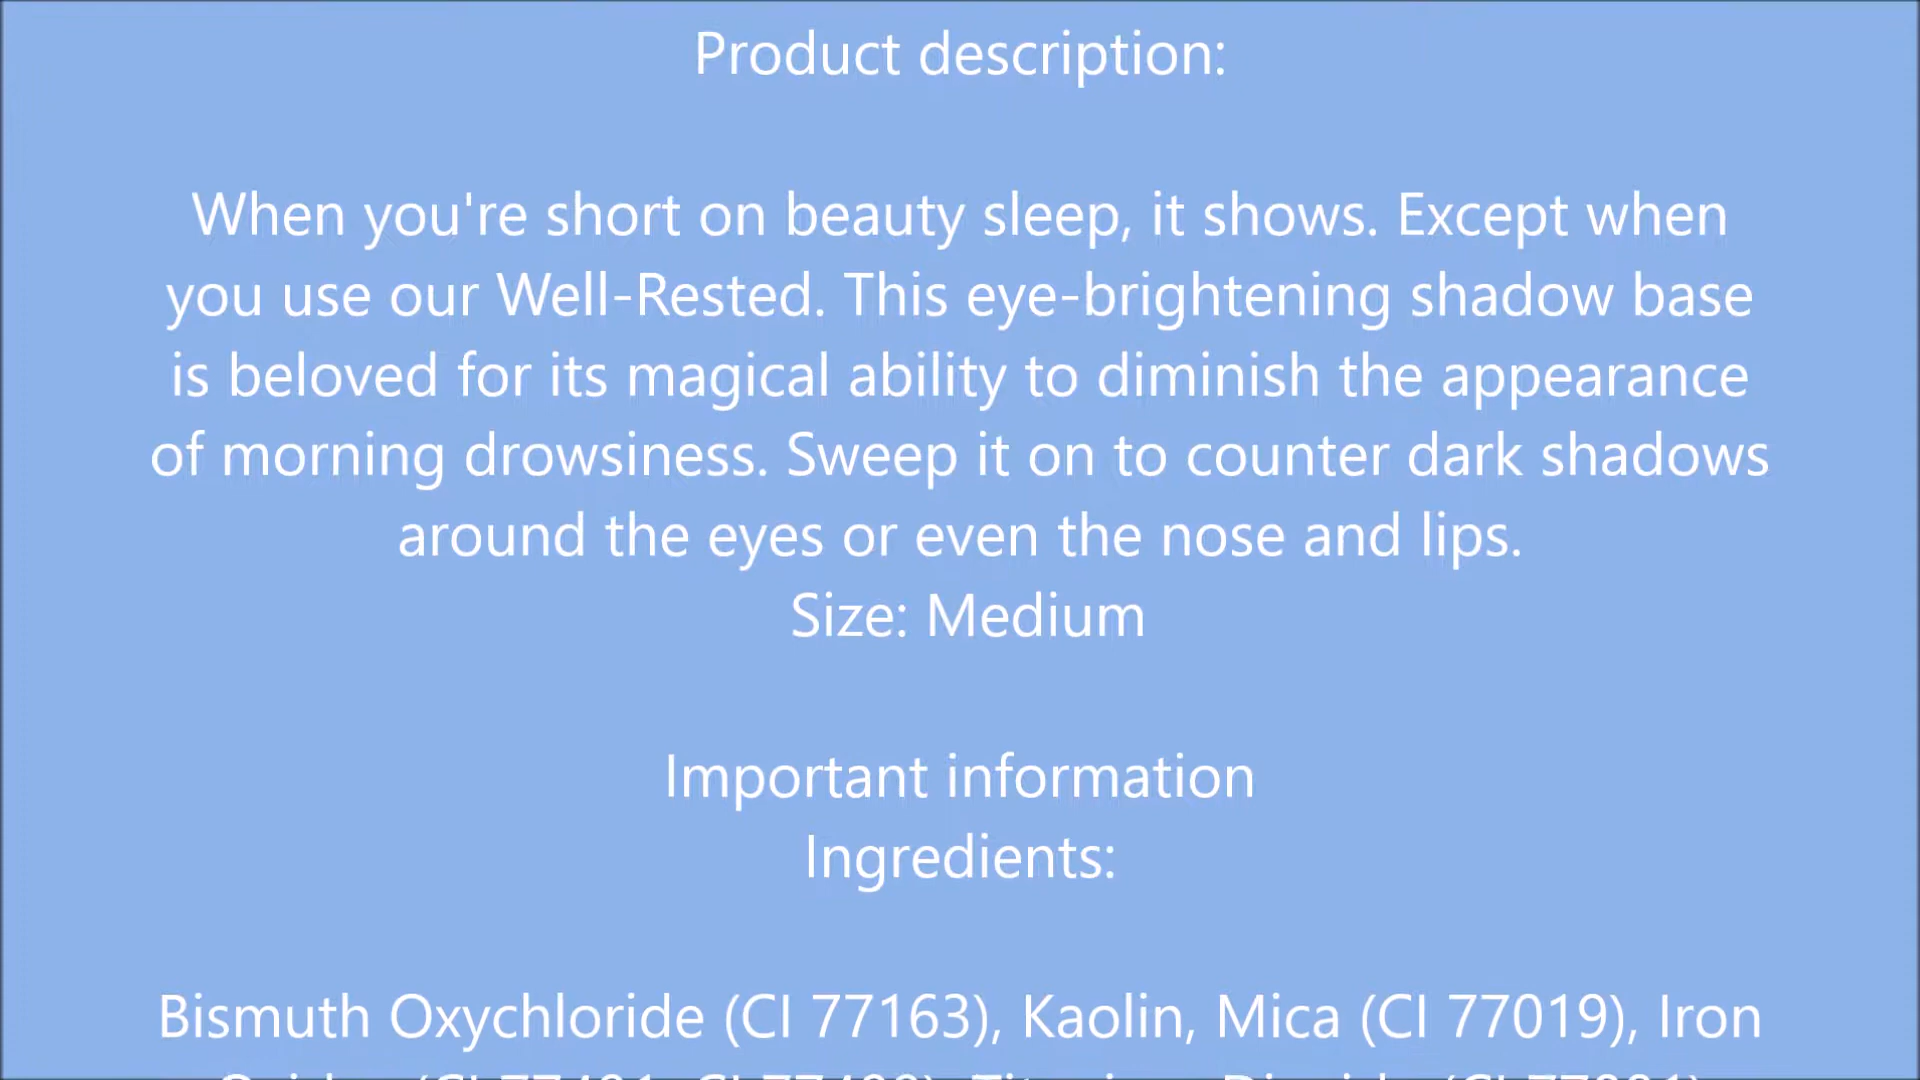 Product description:
When you're short on beauty sleep, it shows. Except when
you use our Well-Rested. This eye-brightening shadow base
is beloved for its magical ability to diminish the appearance
of morning drowsiness. Sweep it on to counter dark shadows
around the eyes or even the nose and lips.
Size: Medium
Important information
Ingredients:
Bismuth Oxychloride (CI 77163), Kaolin, Mica (CI 77019), Iron